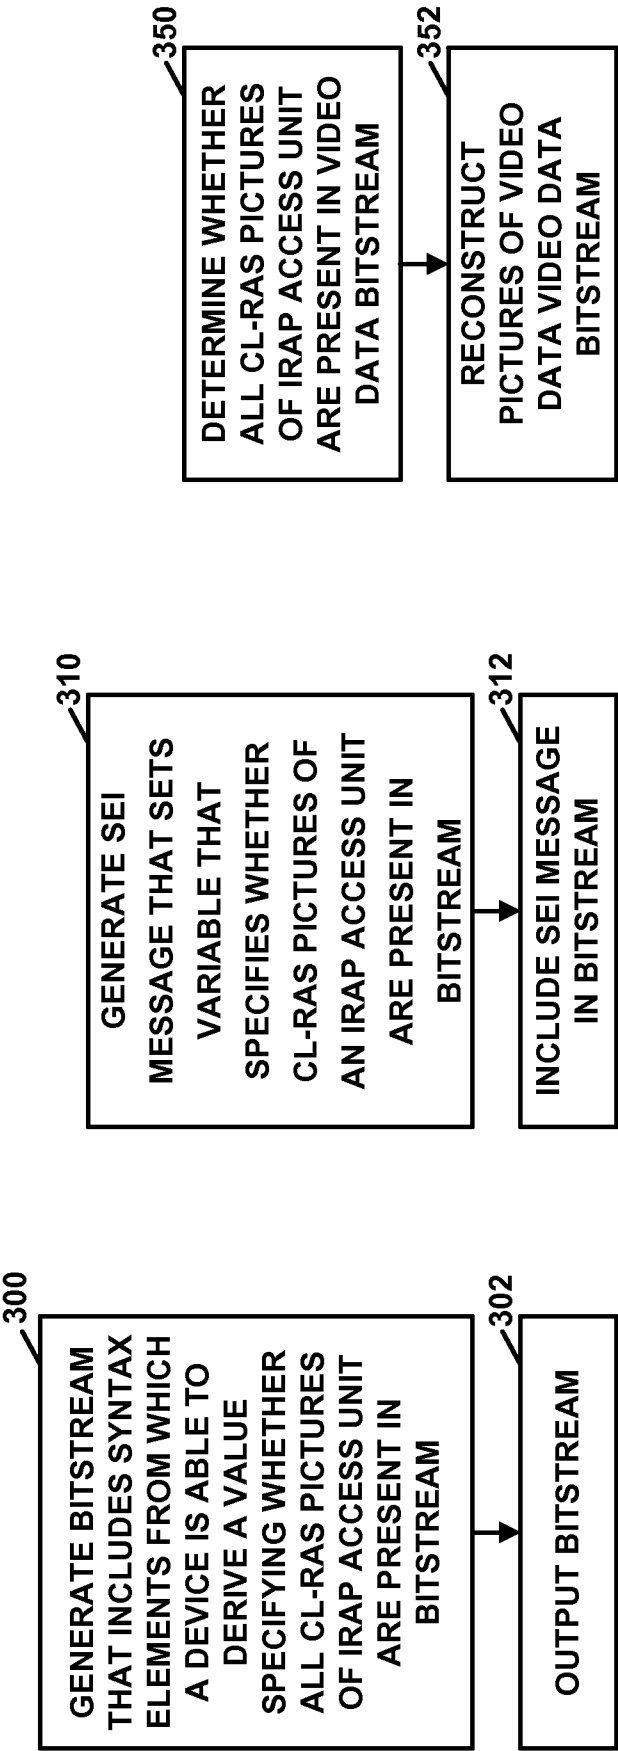 300
GENERATE BITSTREAM
THAT INCLUDES SYNTAX
ELEMENTS FROM WHICH
A DEVICE IS ABLE TO
DERIVE A VALUE
SPECIFYING WHETHER
ALL CL-RAS PICTURES
OF IRAP ACCESS UNIT
ARE PRESENT IN
BITSTREAM
302
OUTPUT BITSTREAM
310
GENERATE SEI
MESSAGE THAT SETS
VARIABLE THAT
SPECIFIES WHETHER
CL-RAS PICTURES OF
AN IRAP ACCESS UNIT
ARE PRESENT IN
BITSTREAM
312
INCLUDE SEI MESSAGE
IN BITSTREAM
350
DETERMINE WHETHER
ALL CL-RAS PICTURES
OF IRAP ACCESS UNIT
ARE PRESENT IN VIDEO
DATA BITSTREAM
352
RECONSTRUCT
PICTURES OF VIDEO
DATA VIDEO DATA
BITSTREAM